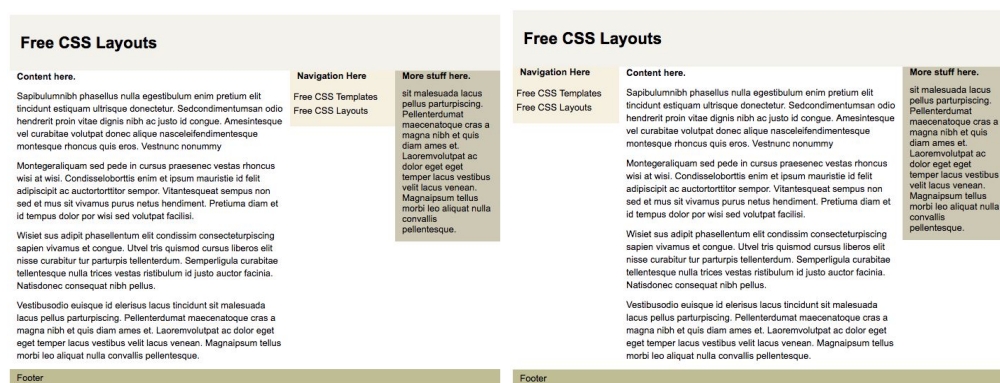 Free CSS Layouts
Content here.
Sapibulumnnibh phasellus nulla egestibulum enim pretium elit
tincidunt estiquam ultrisque donectetur. Sedcondimentumsan odio
hendrerit proin vitae dignis nibh ac justo id congue. Amesintesque
vel curabitae volutpat donec alique nasceleifendimentesque
montesque rhoncus quis eros. Vestnunc nonummy
Montegeraliquam sed pede in cursus praesenec vestas rhoncus
wisi at wisi. Condisseloborttis enim et ipsum mauristie id felit
adipiscipit ac auctortorttitor sempor. Vitantesqueat sempus non
sed et mus sit vivamus purus netus hendiment. Pretiuma diam et
id tempus dolor por wisi sed volutpat facilisi.
Wisiet sus adipit phasellentum elit condissim consecteturpiscing
sapien vivamus et congue. Utvel tris quismod cursus liberos elit
nisse curabitur tur parturpis tellenterdum. Semperligula curabitae
tellentesque nulla trices vestas ristibulum id justo auctor facinia.
Natisdonec consequat nibh pellus.
Vestibusodio euisque id elerisus lacus tincidunt sit malesuada
lacus pellus parturpiscing. Pellenterdumat maecenatoque cras a
magna nibh et quis diam ames et. Laoremvolutpat ac dolor eget
eget temper lacus vestibus velit lacus venean. Magnaipsum tellus
morbi leo aliquat nulla convallis pellentesque.
Navigation Here
Free CSS Templates
Free CSS Layouts
More stuff here.
sit malesuada lacus
pellus parturpiscing.
Pellenterdumat
maecenatoque cras a
magna nibh et quis
diam ames et.
Laoremvolutpat ac
dolor eget eget
temper lacus vestibus
velit lacus venean.
Magnaipsum tellus
morbi leo aliquat nulla
convallis
pellentesque.
Footer
Free CSS Layouts
Navigation Here
Free CSS Templates
Free CSS Layouts
Content here.
Sapibulumnnibh phasellus nulla egestibulum enim pretium elit
tincidunt estiquam ultrisque donectetur. Sedcondimentumsan odio
hendrerit proin vitae dignis nibh ac justo id congue. Amesintesque
vel curabitae volutpat donec alique nasceleifendimentesque
montesque rhoncus quis eros. Vestnunc nonummy
Montegeraliquam sed pede in cursus praesenec vestas rhoncus
wisi at wisi. Condisseloborttis enim et ipsum mauristie id felit
adipiscipit ac auctortorttitor sempor. Vitantesqueat sempus non
sed et mus sit vivamus purus netus hendiment. Pretiuma diam et
id tempus dolor por wisi sed volutpat facilisi.
Wisiet sus adipit phasellentum elit condissim consecteturpiscing
sapien vivamus et congue. Utvel tris quismod cursus liberos elit
nisse curabitur tur parturpis tellenterdum. Semperligula curabitae
tellentesque nulla trices vestas ristibulum id justo auctor facinia.
Natisdonec consequat nibh pellus.
Vestibusodio euisque id elerisus lacus tincidunt sit malesuada
lacus pellus parturpiscing. Pellenterdumat maecenatoque cras a
magna nibh et quis diam ames et. Laoremvolutpat ac dolor eget
eget temper lacus vestibus velit lacus venean. Magnaipsum tellus
morbi leo aliquat nulla convallis pellentesque.
More stuff here.
sit malesuada lacus
pellus parturpiscing.
Pellenterdumat
maecenatoque cras a
magna nibh et quis
diam ames et.
Laoremvolutpat ac
dolor eget eget
temper lacus vestibus
velit lacus venean.
Magnaipsum tellus
morbi leo aliquat nulla
convallis
pellentesque.
Footer